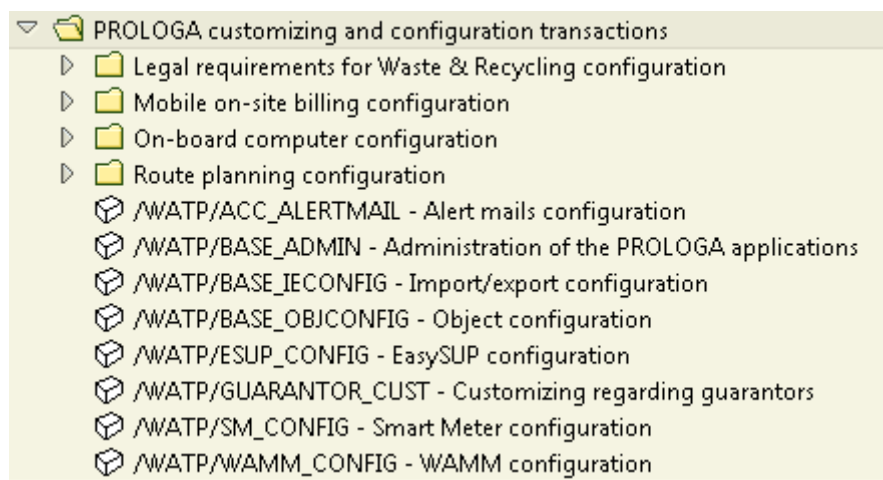 PROLOGA customizing and configuration transactions
Legal requirements for Waste & Recycling configuration
Mobile on-site billing configuration
On-board computer configuration
Route planning configuration
/WATP/ACC_ALERTMAIL - Alert mails configuration
/WATP/BASE_ADMIN - Administration of the PROLOGA applications
/WATP/BASE_IECONFIG - Import/export configuration
/WATP/BASE_OBJCONFIG - Object configuration
/WATP/ESUP_CONFIG - EasySUP configuration
/WATP/GUARANTOR_CUST - Customizing regarding guarantors
/WATP/SM_CONFIG - Smart Meter configuration
/WATP/WAMM_CONFIG - WAMM configuration